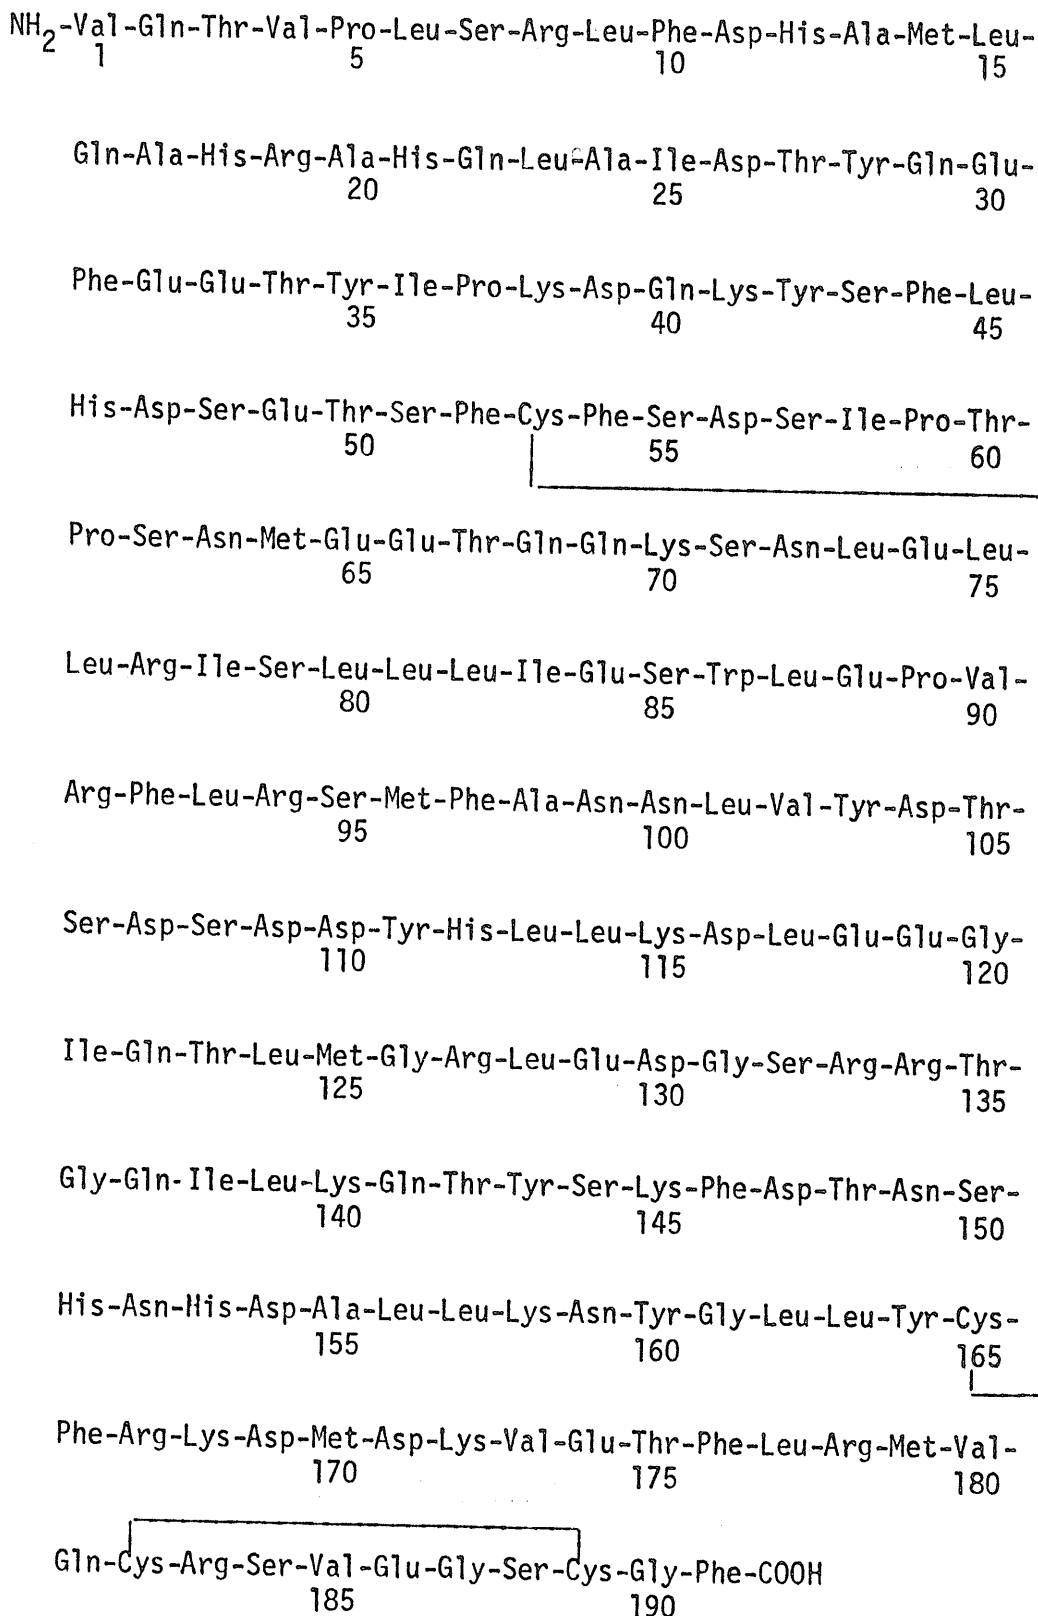 NH2-Val-Gln-Thr-Val-Pro-Leu-Ser-Arg-Leu-Phe-Asp-His-Ala-Met-Leu-
1 5 10 15
Gln-Ala-His-Arg-Ala-His-Gln-Leu-Ala-Ile-Asp-Thr-Tyr-Gln-Glu-
20 25 30
Phe-Glu-Glu-Thr-Tyr-Ile-Pro-Lys-Asp-Gln-Lys-Tyr-Ser-Phe-Leu-
35 40 45
His-Asp-Ser-Glu-Thr-Ser-Phe-Cys-Phe-Ser-Asp-Ser-Ile-Pro-Thr-
50 55 60
Pro-Ser-Asn-Met-Glu-Glu-Thr-Gln-Gln-Lys-Ser-Asn-Leu-Glu-Leu-
65 70 75
Leu-Arg-Ile-Ser-Leu-Leu-Leu-Ile-Glu-Ser-Trp-Leu-Glu-Pro-Val-
80 85 90
Arg-Phe-Leu-Arg-Ser-Met-Phe-Ala-Asn-Asn-Leu-Val-Tyr-Asp-Thr-
95 100 105
Ser-Asp-Ser-Asp-Asp-Tyr-His-Leu-Leu-Lys-Asp-Leu-Glu-Glu-Gly-
110 115 120
Ile-Gln-Thr-Leu-Met-Gly-Arg-Leu-Glu-Asp-Gly-Ser-Arg-Arg-Thr-
125 130 135
Gly-Gln-Ile-Leu-Lys-Gln-Thr-Tyr-Ser-Lys-Phe-Asp-Thr-Asn-Ser-
140 145 150
His-Asn-His-Asp-Ala-Leu-Leu-Lys-Asn-Tyr-Gly-Leu-Leu-Tyr-Cys-
155 160 165
Phe-Arg-Lys-Asp-Met-Asp-Lys-Val-Glu-Thr-Phe-Leu-Arg-Met-Val-
170 175 180
Gln-Cys-Arg-Ser-Val-Glu-Gly-Ser-Cys-Gly-Phe-COOH
185 190